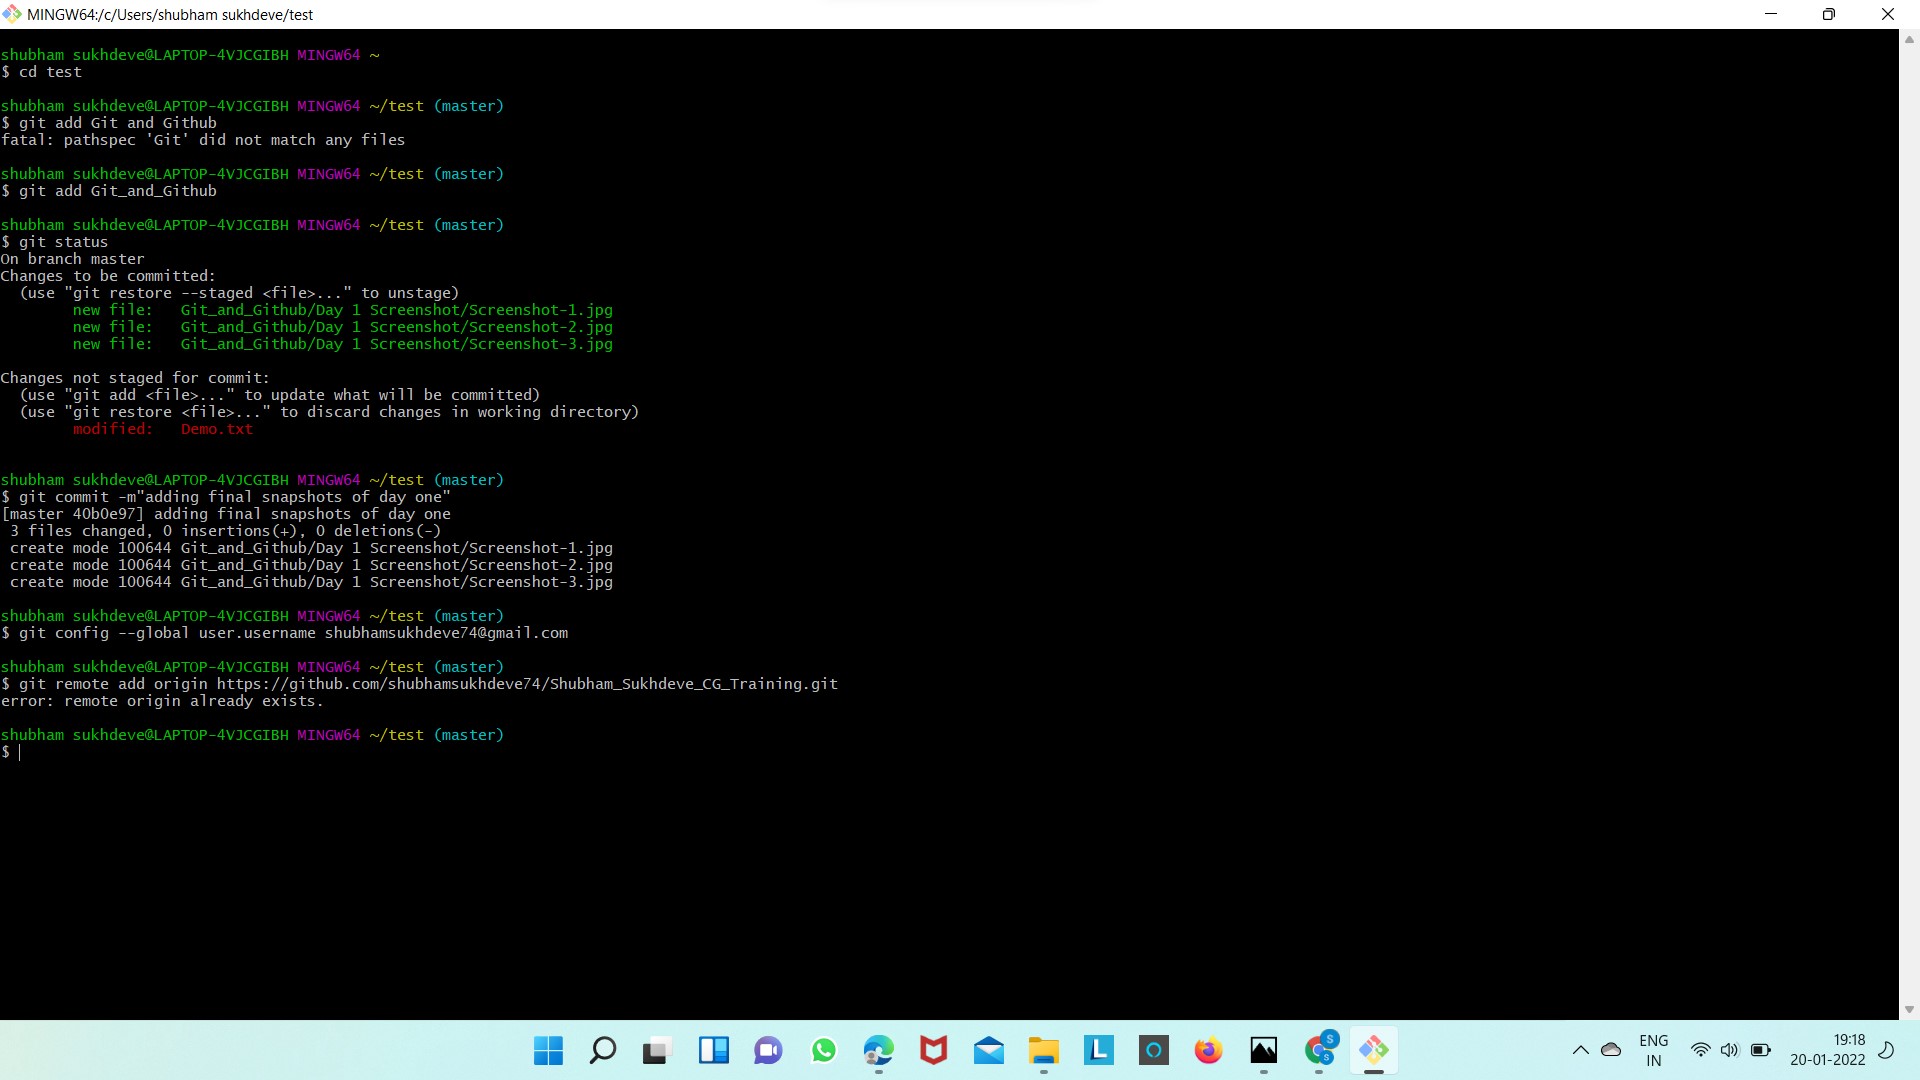 MINGW64:/c/Users/shubham sukhdeve/test
shubham sukhdeve@LAPTOP-4VJCGIBH MINGW64 ~
$ cd test
shubham sukhdeve@LAPTOP-4VJCGIBH MINGW64 ~/test (master)
$ git add Git and Github
fatal: pathspec 'Git' did not match any files
shubham sukhdeve@LAPTOP-4VJCGIBH MINGW64 ~/test (master)
$ git add Git_and_Github
shubham sukhdeve@LAPTOP-4VJCGIBH MINGW64 ~/test (master)
$ git status
On branch master
Changes to be committed:
  (use "git restore --staged <file>..." to unstage)
        new file:   Git_and_Github/Day 1 Screenshot/Screenshot-1.jpg
        new file:   Git_and_Github/Day 1 Screenshot/Screenshot-2.jpg
        new file:   Git_and_Github/Day 1 Screenshot/Screenshot-3.jpg
Changes not staged for commit:
  (use "git add <file>..." to update what will be committed)
  (use "git restore <file>..." to discard changes in working directory)
        modified:   Demo.txt
shubham sukhdeve@LAPTOP-4VJCGIBH MINGW64 ~/test (master)
$ git commit -m"adding final snapshots of day one"
[master 40b0e97] adding final snapshots of day one
 3 files changed, 0 insertions(+), 0 deletions(-)
 create mode 100644 Git_and_Github/Day 1 Screenshot/Screenshot-1.jpg
 create mode 100644 Git_and_Github/Day 1 Screenshot/Screenshot-2.jpg
 create mode 100644 Git_and_Github/Day 1 Screenshot/Screenshot-3.jpg
shubham sukhdeve@LAPTOP-4VJCGIBH MINGW64 ~/test (master)
$ git config --global user.username shubhamsukhdeve74@gmail.com
shubham sukhdeve@LAPTOP-4VJCGIBH MINGW64 ~/test (master)
$ git remote add origin https://github.com/shubhamsukhdeve74/Shubham_Sukhdeve_CG_Training.git
error: remote origin already exists.
shubham sukhdeve@LAPTOP-4VJCGIBH MINGW64 ~/test (master)
$
L
S
S
ENG
IN
19:18
20-01-2022